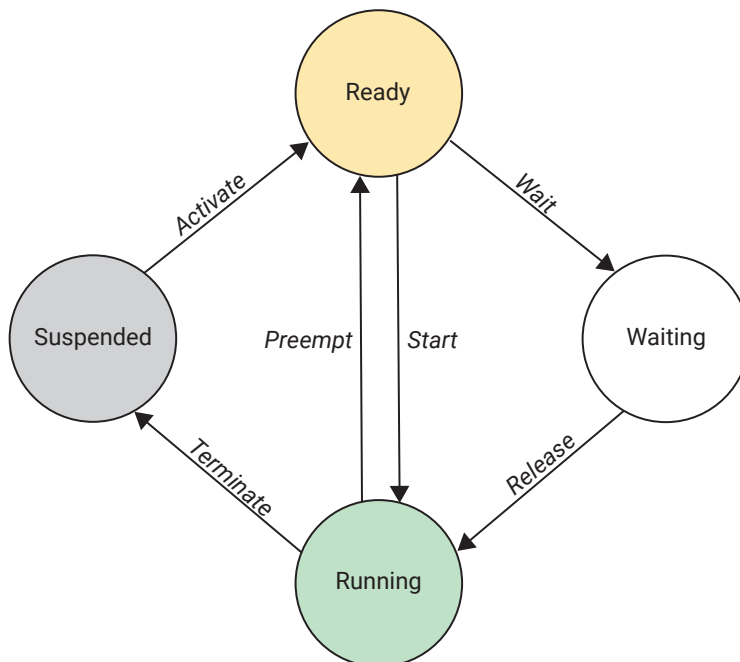 Ready
Activate
Wait
Suspended
Preempt
Start
Waiting
Terminate
Release
Running